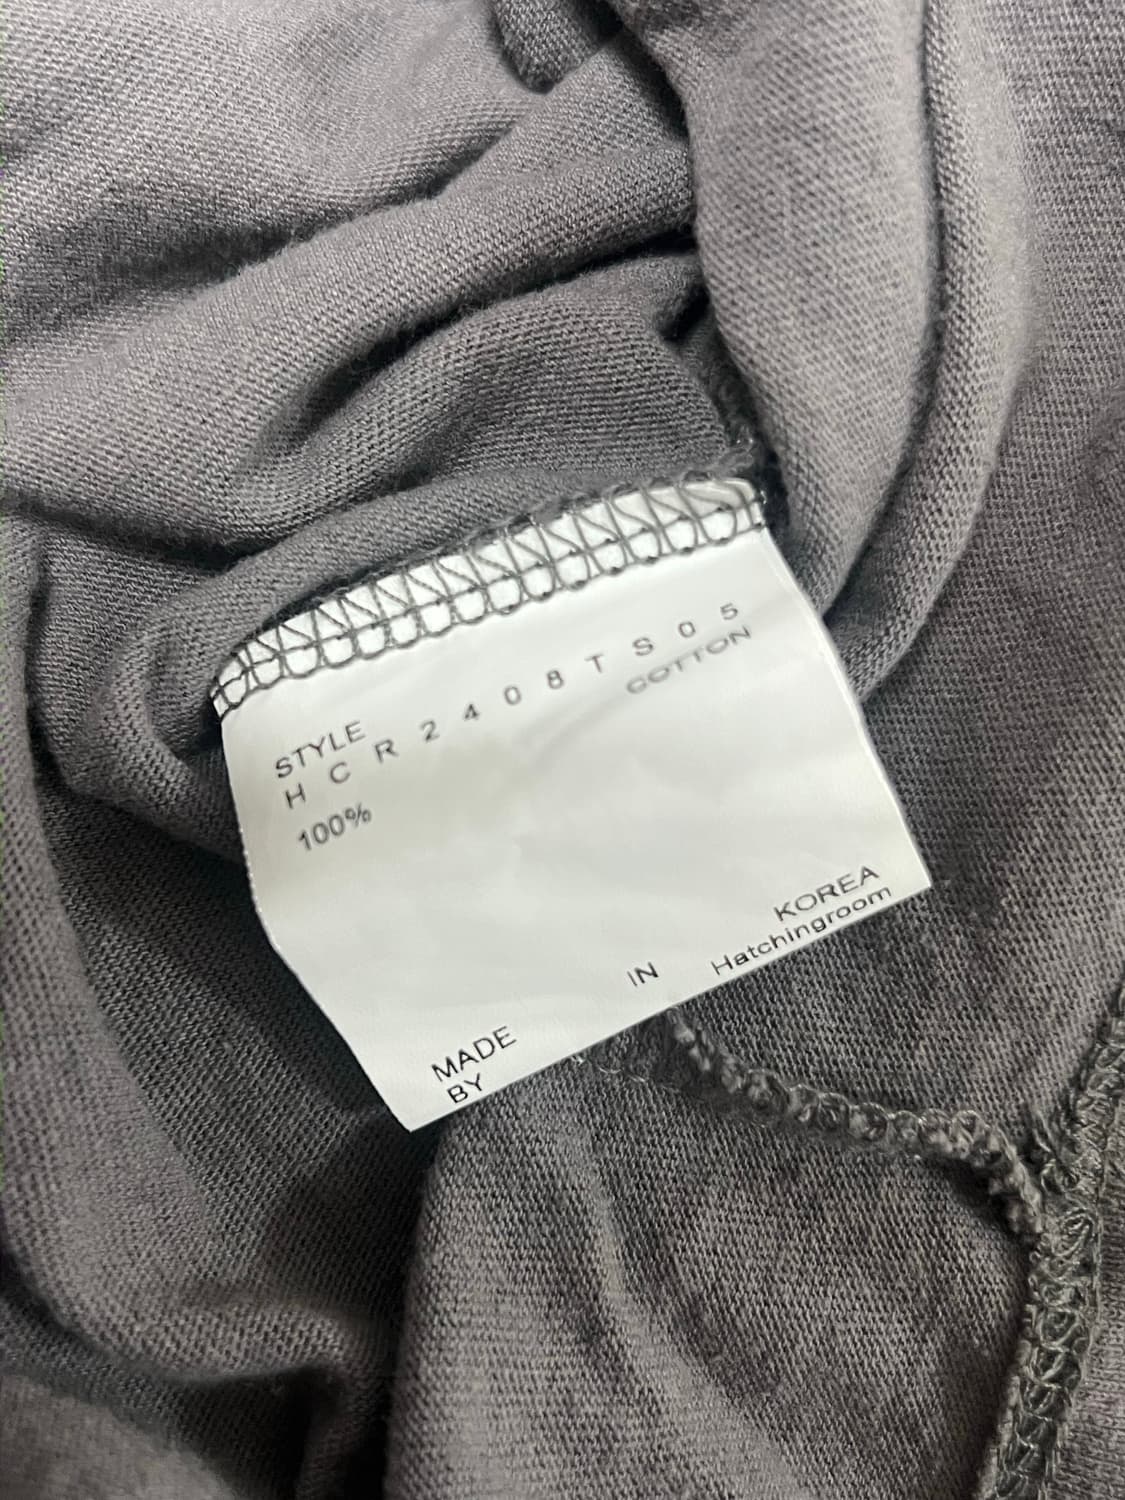 STYLE
H C R 2 4 0 8 T S 0 5
100% COTTON
MADE IN KOREA
BY Hatchingroom